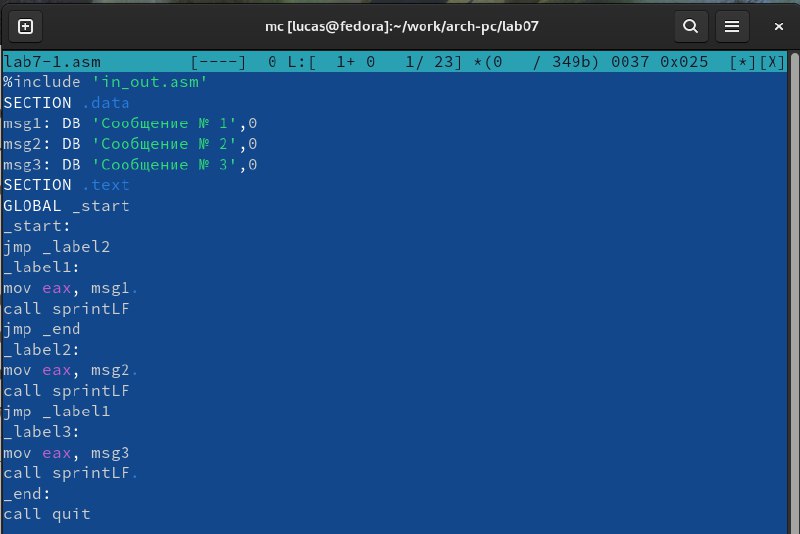 mc [lucas@fedora]:~/work/arch-pc/lab07
lab7-1.asm [----] 0 L:[ 1+ 0 1/ 23] *(0 / 349b) 0037 0x025 [*][X]
%include 'in_out.asm'
SECTION .data
msg1: DB 'Сообщение № 1',0
msg2: DB 'Сообщение № 2',0
msg3: DB 'Сообщение № 3',0
SECTION .text
GLOBAL _start
_start:
jmp _label2
_label1:
mov eax, msg1.
call sprintLF
jmp _end
_label2:
mov eax, msg2.
call sprintLF
jmp _label1
_label3:
mov eax, msg3
call sprintLF.
_end:
call quit